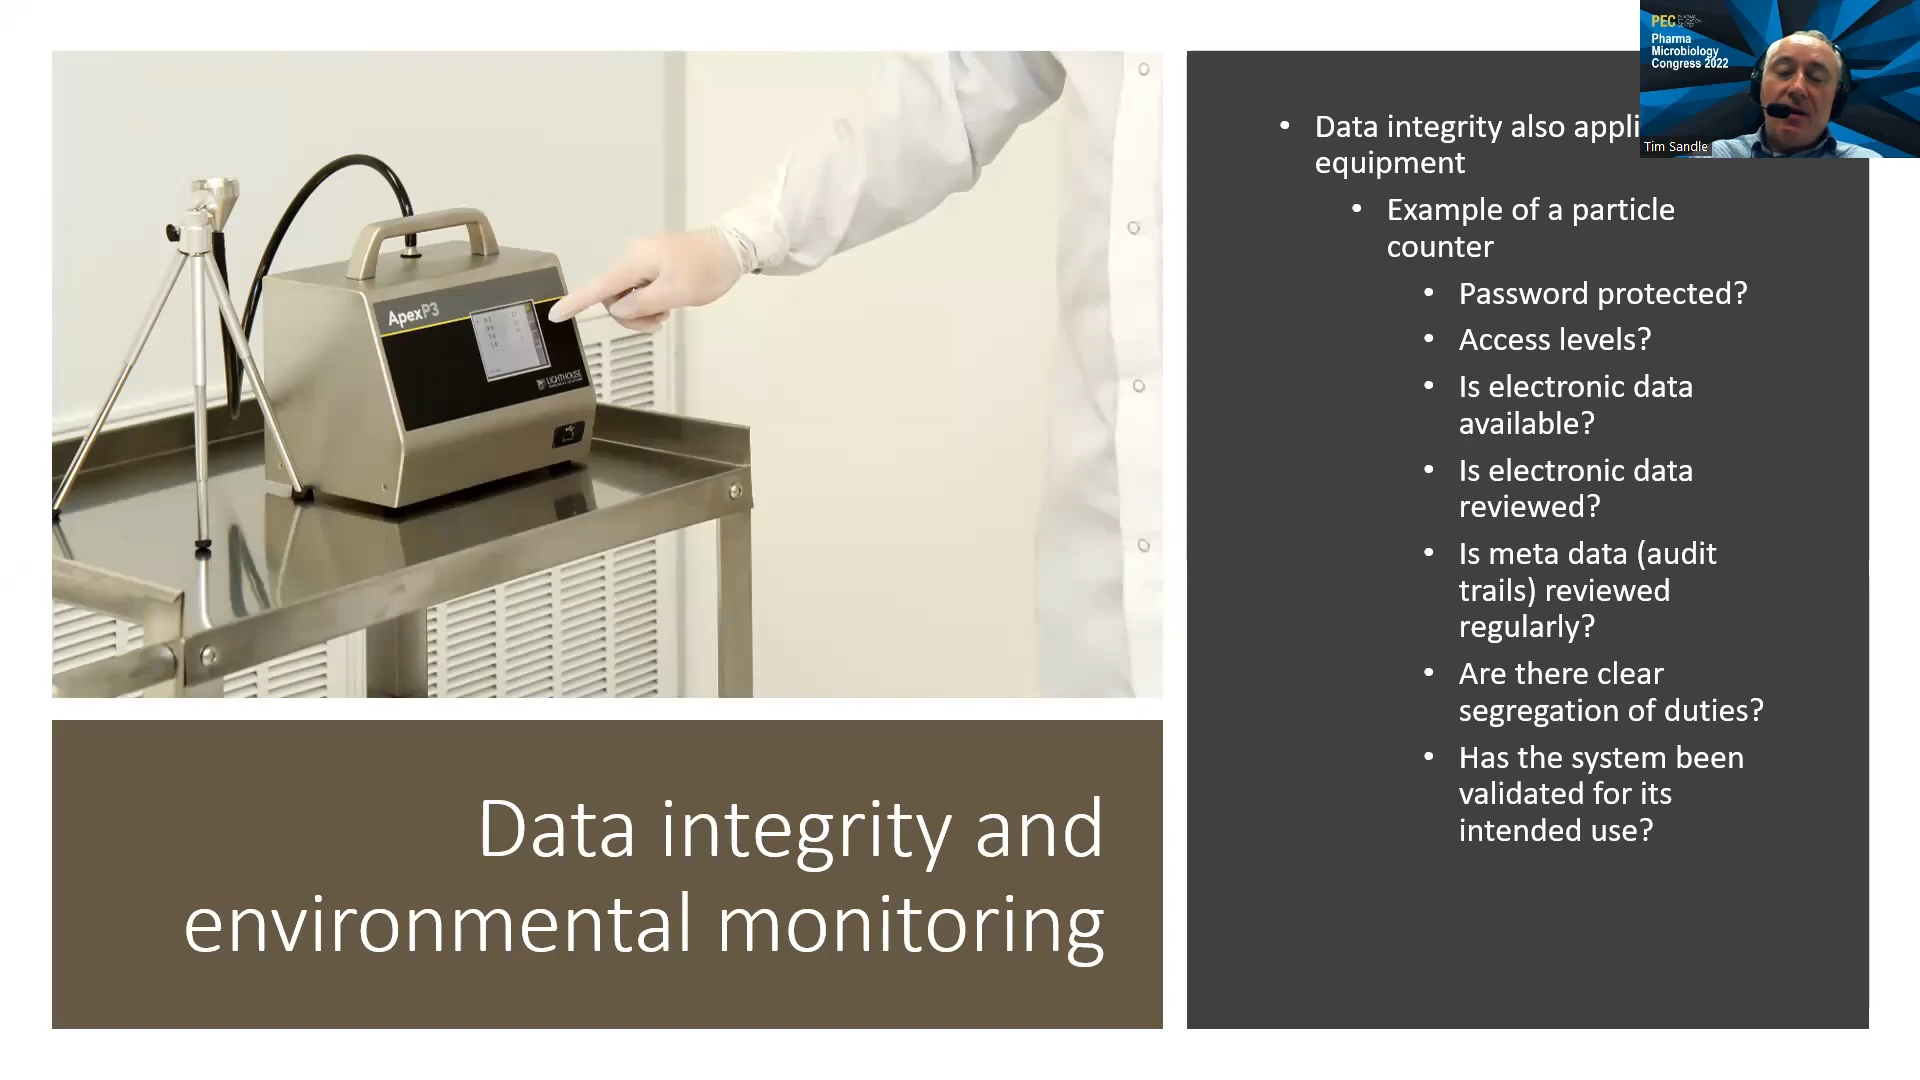 PEC
Pharma
Microbiology
Congress 2022
Tim Sandle
ApexP3
LIGHTHOUSE
Data integrity and
environmental monitoring
• Data integrity also appli
equipment
• Example of a particle
counter
• Password protected?
• Access levels?
• Is electronic data
available?
• Is electronic data
reviewed?
• Is meta data (audit
trails) reviewed
regularly?
• Are there clear
segregation of duties?
• Has the system been
validated for its
intended use?